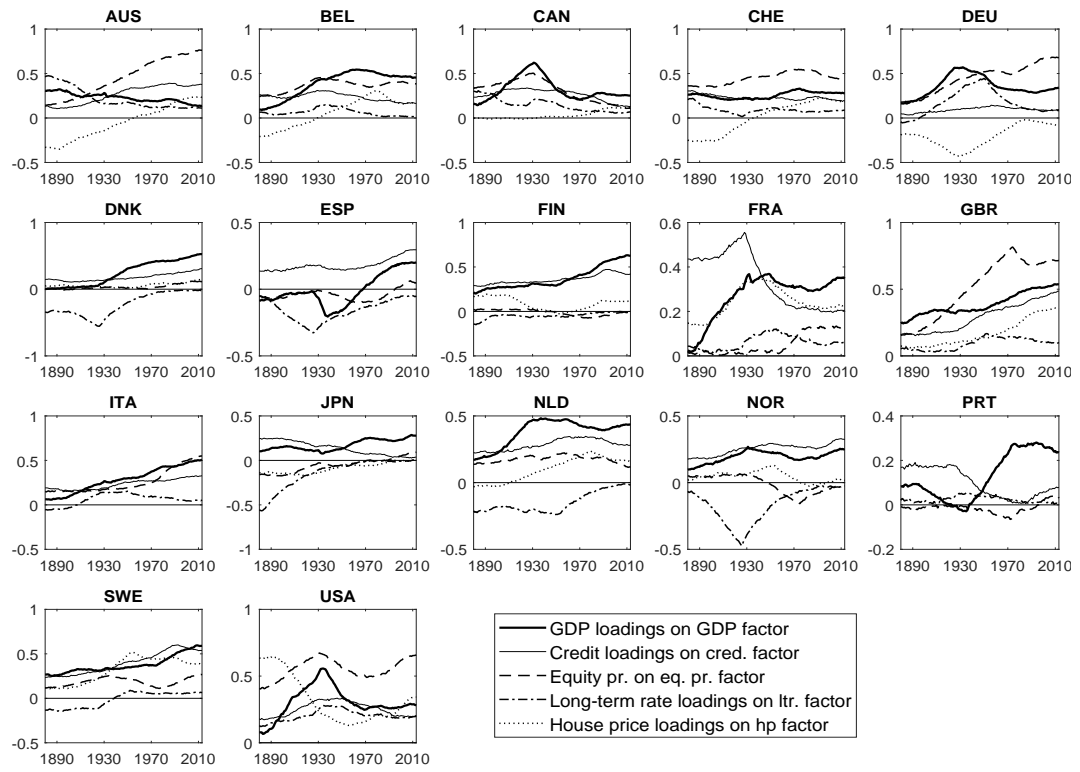 AUS
BEL
CAN
CHE
DEU
1
0.5
0
-0.5
1890 1930 1970 2010
1
0.5
0
-0.5
1890 1930 1970 2010
1
0.5
0
-0.5
1890 1930 1970 2010
1
0.5
0
-0.5
1890 1930 1970 2010
1
0.5
0
-0.5
1890 1930 1970 2010
DNK
ESP
FIN
FRA
GBR
1
0
-1
1890 1930 1970 2010
0.5
0
-0.5
1890 1930 1970 2010
1
0.5
0
-0.5
1890 1930 1970 2010
0.6
0.4
0.2
0
1890 1930 1970 2010
1
0.5
0
1890 1930 1970 2010
ITA
JPN
NLD
NOR
PRT
1
0.5
0
-0.5
1890 1930 1970 2010
0.5
0
-0.5
-1
1890 1930 1970 2010
0.5
0
-0.5
1890 1930 1970 2010
0.5
0
-0.5
1890 1930 1970 2010
0.4
0.2
0
-0.2
1890 1930 1970 2010
SWE
USA
1
0.5
0
-0.5
1890 1930 1970 2010
1
0.5
0
1890 1930 1970 2010
GDP loadings on GDP factor
Credit loadings on cred. factor
Equity pr. on eq. pr. factor
Long-term rate loadings on ltr. factor
House price loadings on hp factor